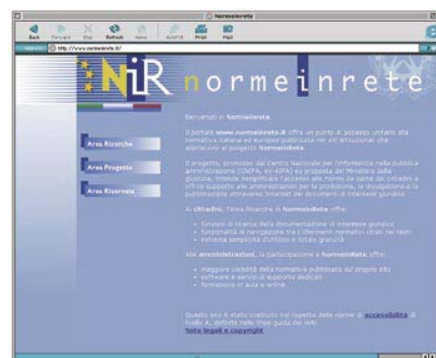 Normeinrete
Back Forward Stop Refresh Home AutoFill Print Mail
http://www.normeinrete.it/
NiR normeinrete
Benvenuto in Normeinrete
Il portale www.normeinrete.it offre un punto di accesso unitario alla
normativa italiana ed europea pubblicata nei siti istituzionali che
aderiscono al progetto Normeinrete.
Area Ricerche
Il progetto, promosso dal Centro Nazionale per l'informatica nella pubblica
amministrazione (CNIPA, ex-AIPA) e dal Ministero della
giustizia, intende semplificare l'accesso alle norme da parte dei cittadini e
offrire supporto alle amministrazioni per la produzione, la divulgazione e la
pubblicazione attraverso Internet dei documenti di interesse giuridico.
Area Progetto
Area Riservata
Ai cittadini, l'Area Ricerche di Normeinrete offre:
funzioni di ricerca della documentazione di interesse giuridico
funzionalità di navigazione tra i riferimenti normativi citati nei testi
estrema semplicità d'utilizzo e totale gratuità
Alle amministrazioni, la partecipazione a Normeinrete offre:
maggiore visibilità della normativa pubblicata sul proprio sito
software e servizi di supporto dedicati
formazione in aula e online
Questo sito è stato costruito nel rispetto delle norme di accessibilità di
livello A, definite nelle linee guida del WAI
Note legali e copyright